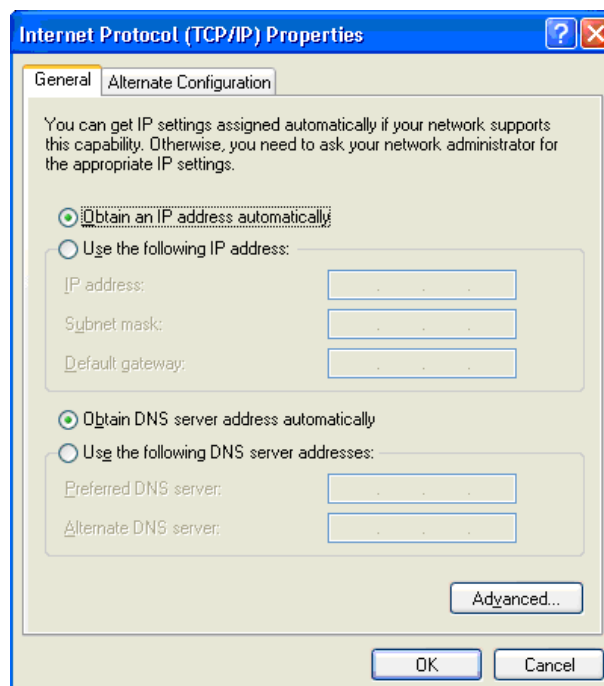 Internet Protocol (TCP/IP) Properties
?
General
Alternate Configuration
You can get IP settings assigned automatically if your network supports
this capability. Otherwise, you need to ask your network administrator for
the appropriate IP settings.
Obtain an IP address automatically
Use the following IP address:
IP address:
Subnet mask:
Default gateway:
Obtain DNS server address automatically
Use the following DNS server addresses:
Preferred DNS server:
Alternate DNS server:
Advanced...
OK
Cancel